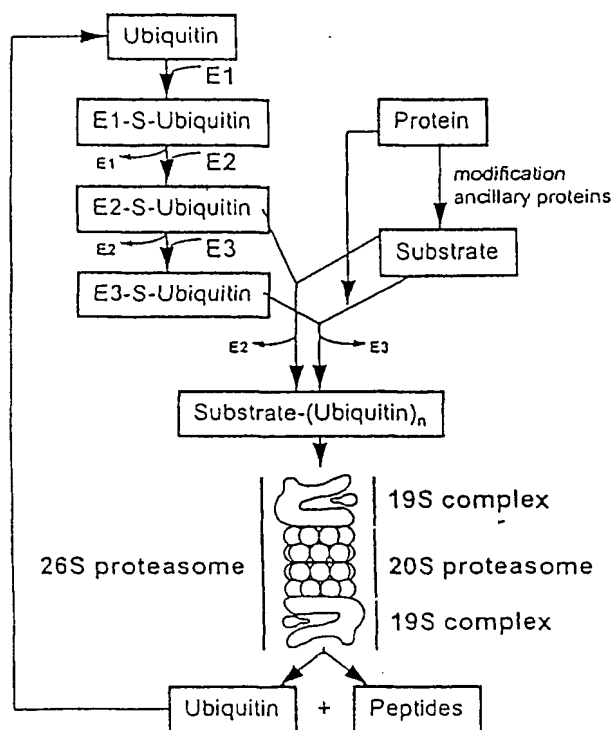 Ubiquitin
E1
E1-S-Ubiquitin
Protein
E1
E2
modification
ancillary proteins
E2-S-Ubiquitin
E2
E3
Substrate
E3-S-Ubiquitin
E2
E3
Substrate-(Ubiquitin)n
19S complex
26S proteasome
20S proteasome
19S complex
Ubiquitin + Peptides